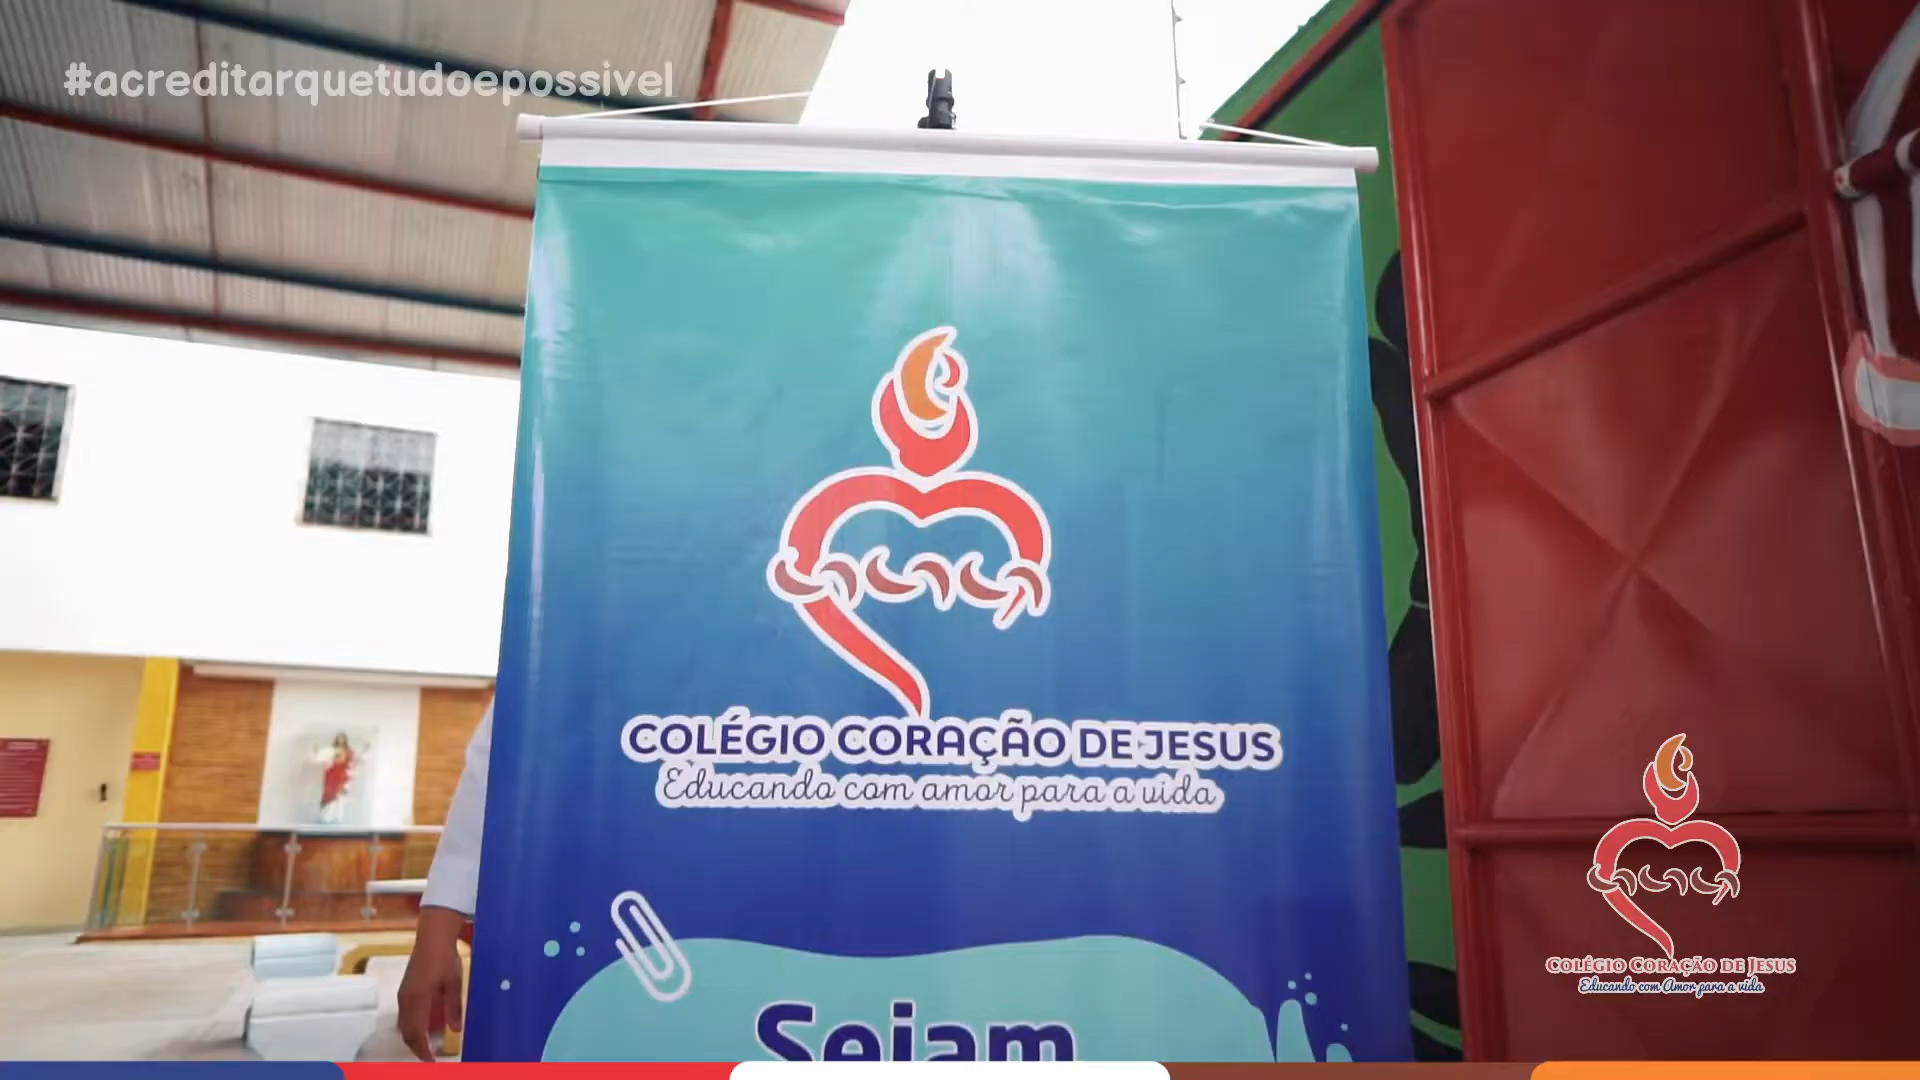 #acreditarquetudoepossivel
COLÉGIO CORAÇÃO DE JESUS
Educando com amor para a vida
Sejam
COLÉGIO CORAÇÃO DE JESUS
Educando com Amor para a vida